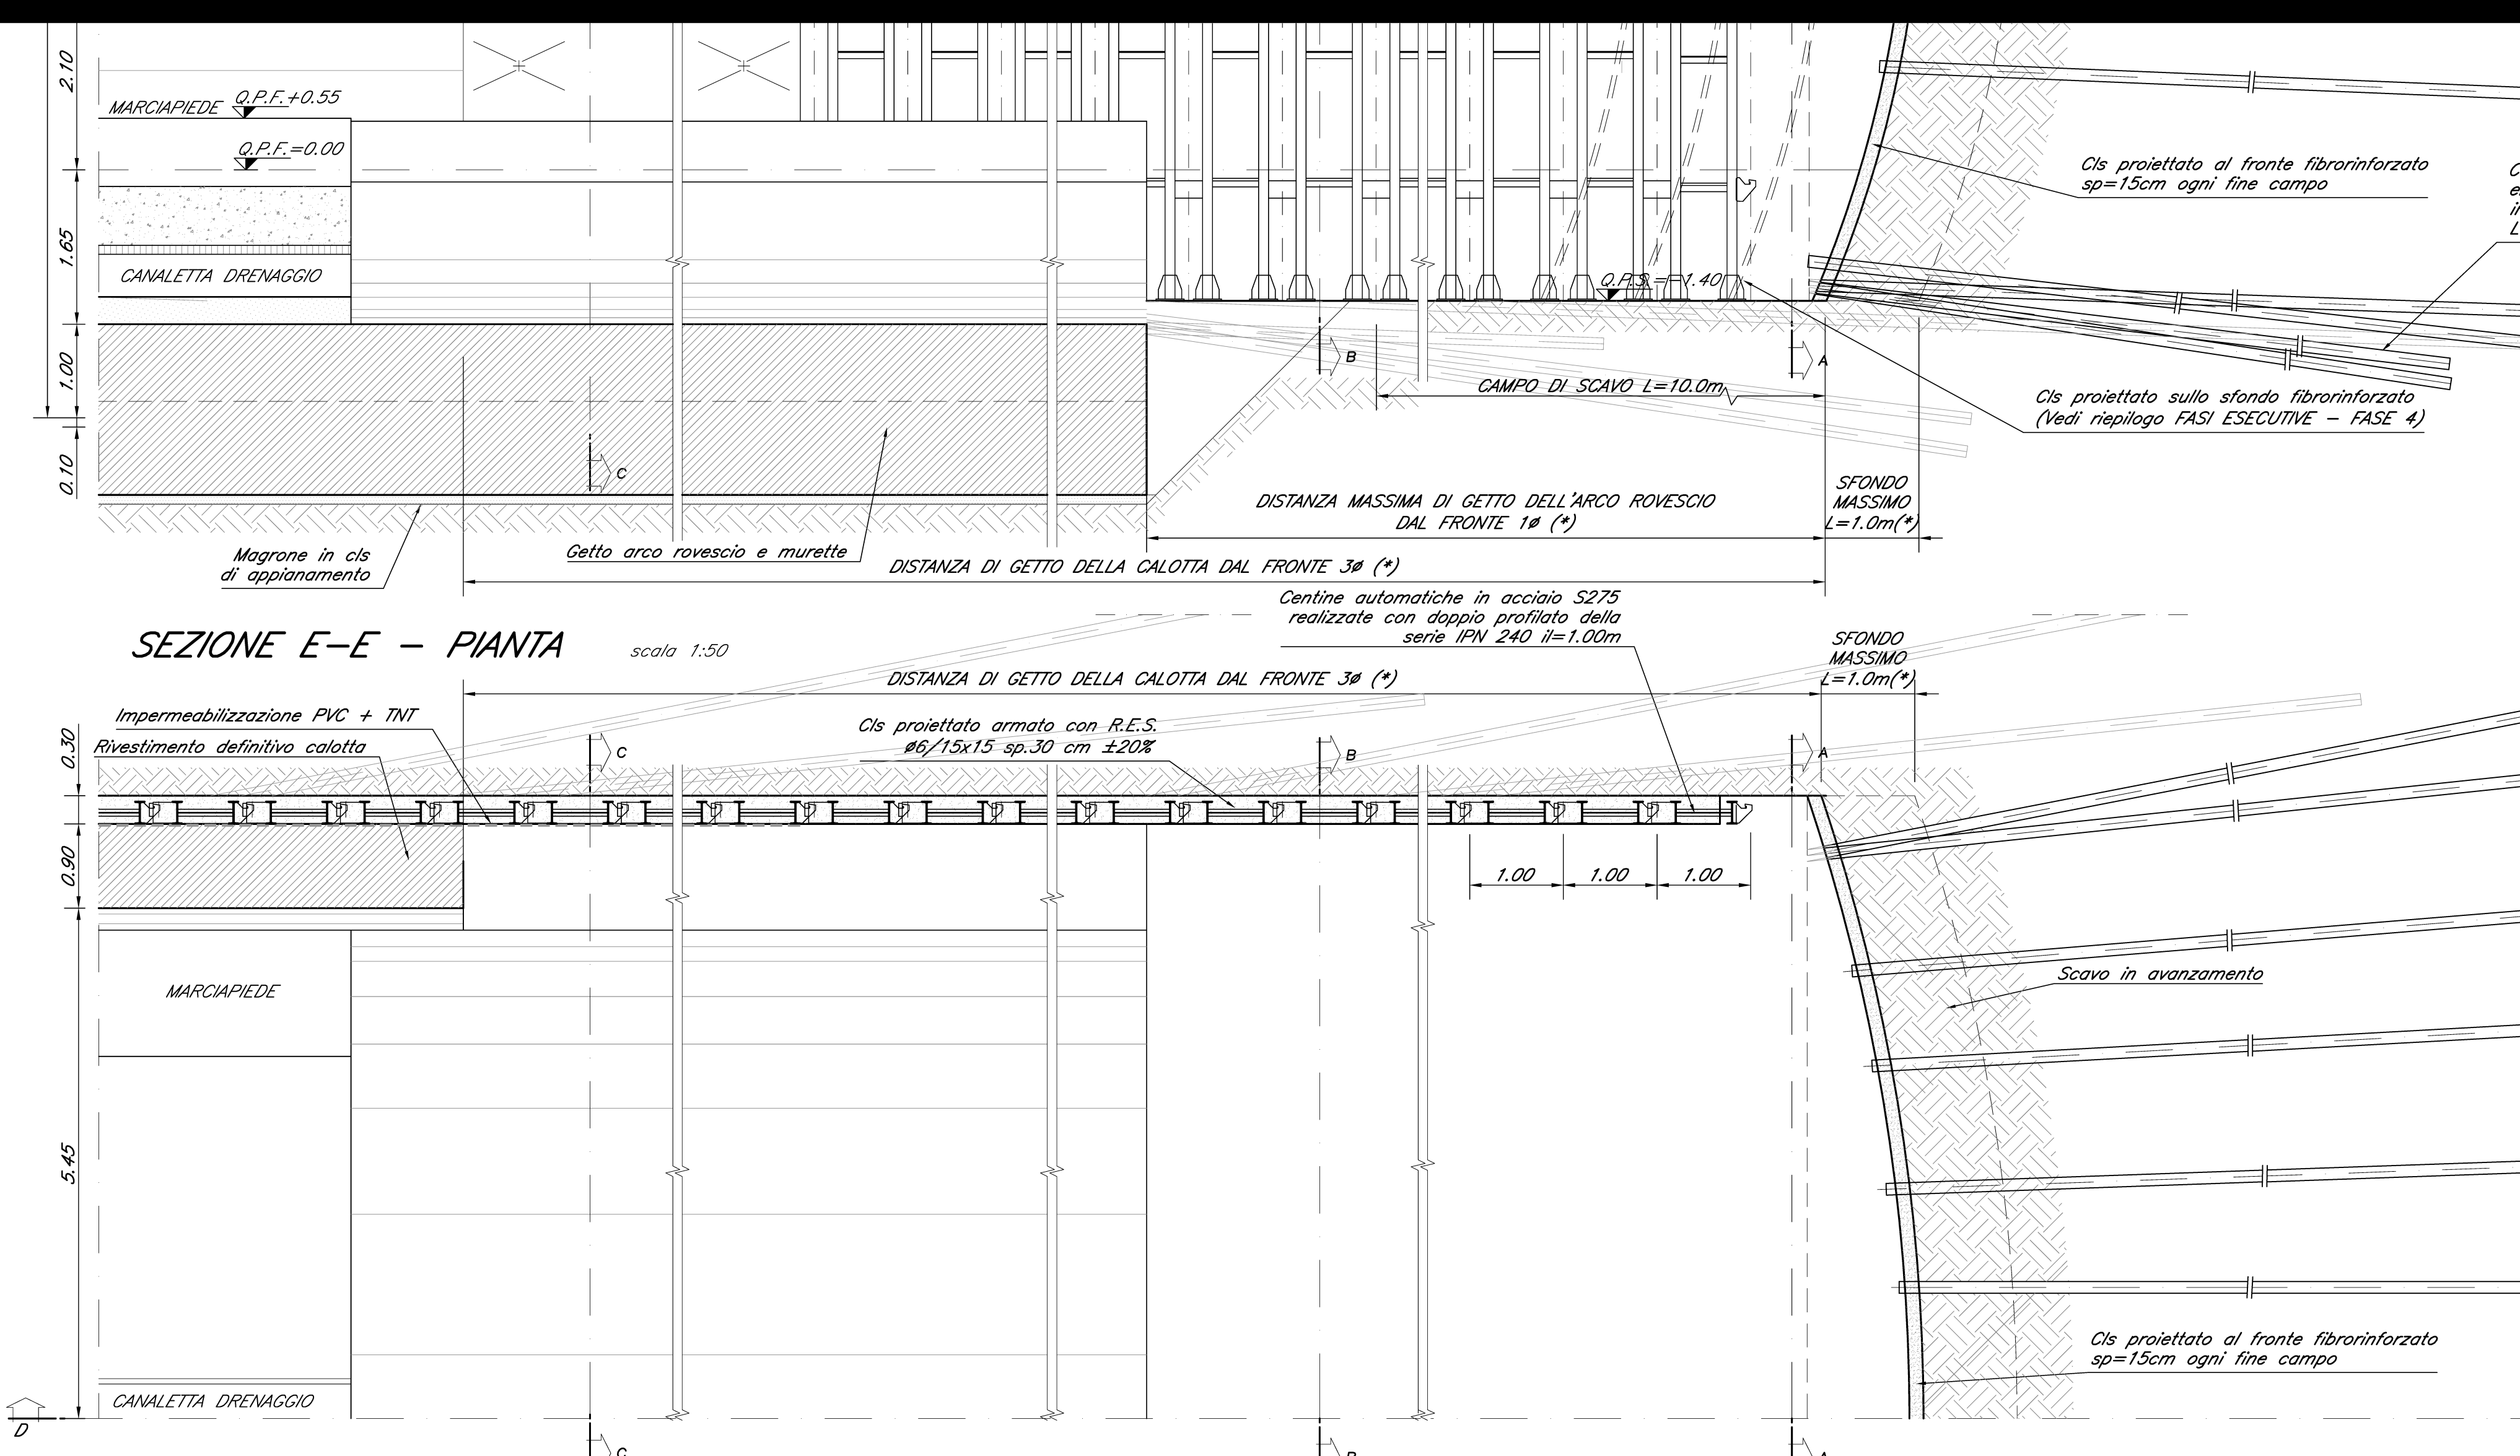 2.10
MARCIAPIEDE Q.P.F.+0.55
Q.P.F.=0.00
1.65
CANALETTA DRENAGGIO
1.00
0.10
Cls proiettato al fronte fibrorinforzato
sp=15cm ogni fine campo
Q.P.S.=-1.40
B
A
C
CAMPO DI SCAVO L=10.0m
Cls proiettato sullo sfondo fibrorinforzato
(Vedi riepilogo FASI ESECUTIVE - FASE 4)
DISTANZA MASSIMA DI GETTO DELL'ARCO ROVESCIO
DAL FRONTE 1ø (*)
SFONDO
MASSIMO
L=1.0m(*)
Magrone in cls
di appianamento
Getto arco rovescio e murette
DISTANZA DI GETTO DELLA CALOTTA DAL FRONTE 3ø (*)
Centine automatiche in acciaio S275
realizzate con doppio profilato della
serie IPN 240 il=1.00m
SEZIONE E-E - PIANTA scala 1:50
SFONDO
MASSIMO
L=1.0m(*)
DISTANZA DI GETTO DELLA CALOTTA DAL FRONTE 3ø (*)
Impermeabilizzazione PVC + TNT
Rivestimento definitivo calotta
Cls proiettato armato con R.E.S.
ø6/15x15 sp.30 cm ±20%
0.30
C
B
A
0.90
1.00
1.00
1.00
MARCIAPIEDE
Scavo in avanzamento
5.45
Cls proiettato al fronte fibrorinforzato
sp=15cm ogni fine campo
CANALETTA DRENAGGIO
D
C
B
A